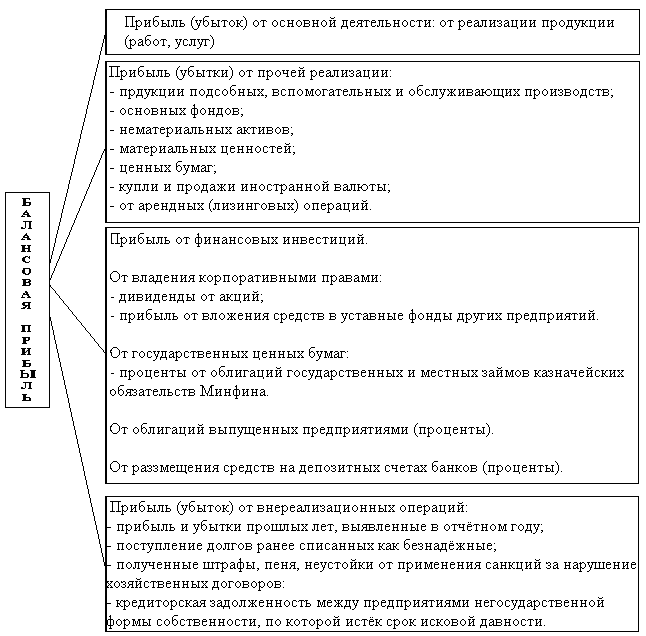 Прибыль (убыток) от основной деятельности: от реализации продукции
(работ, услуг)
Прибыль (убытки) от прочей реализации:
- прдукции подсобных, вспомогательных и обслуживающих производств;
- основных фондов;
- нематериальных активов;
- материальных ценностей;
- ценных бумаг;
- купли и продажи иностранной валюты;
- от арендных (лизинговых) операций.
БАЛАНСОВАЯ ПРИБЫЛЬ
Прибыль от финансовых инвестиций.
От владения корпоративными правами:
- дивиденды от акций;
- прибыль от вложения средств в уставные фонды других предприятий.
От государственных ценных бумаг:
- проценты от облигаций государственных и местных займов казначейских
обязательств Минфина.
От облигаций выпущенных предприятиями (проценты).
От раззмещения средств на депозитных счетах банков (проценты).
Прибыль (убыток) от внереализационных операций:
- прибыль и убытки прошлых лет, выявленные в отчётном году;
- поступление долгов ранее списанных как безнадёжные;
- полученные штрафы, пеня, неустойки от применения санкций за нарушение
хозяйственных договоров:
- кредиторская задолженность между предприятиями негосударственной
формы собственности, по которой истёк срок исковой давности.